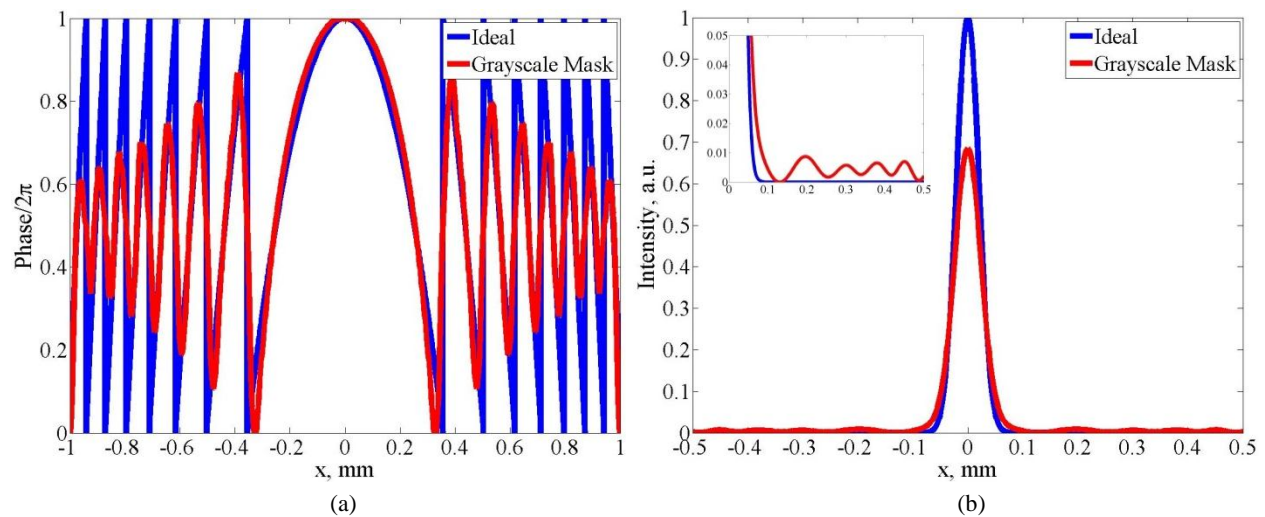 1
0.8
0.6
0.4
0.2
0
Phase/2π
Ideal
Grayscale Mask
-1 -0.8 -0.6 -0.4 -0.2 0 0.2 0.4 0.6 0.8 1
x, mm
(a)
1
0.9
0.8
0.7
0.6
0.5
0.4
0.3
0.2
0.1
0
Intensity, a.u.
Ideal
Grayscale Mask
0.05
0.04
0.03
0.02
0.01
0
0 0.1 0.2 0.3 0.4 0.5
-0.5 -0.4 -0.3 -0.2 -0.1 0 0.1 0.2 0.3 0.4 0.5
x, mm
(b)